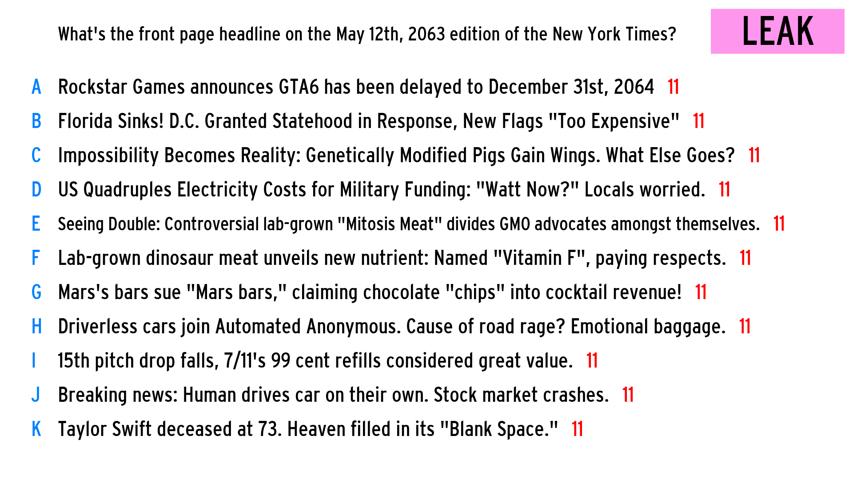 What's the front page headline on the May 12th, 2063 edition of the New York Times? LEAK
A Rockstar Games announces GTA6 has been delayed to December 31st, 2064 11
B Florida Sinks! D.C. Granted Statehood in Response, New Flags "Too Expensive" 11
C Impossibility Becomes Reality: Genetically Modified Pigs Gain Wings. What Else Goes? 11
D US Quadruples Electricity Costs for Military Funding: "Watt Now?" Locals worried. 11
E Seeing Double: Controversial lab-grown "Mitosis Meat" divides GMO advocates amongst themselves. 11
F Lab-grown dinosaur meat unveils new nutrient: Named "Vitamin F", paying respects. 11
G Mars's bars sue "Mars bars," claiming chocolate "chips" into cocktail revenue! 11
H Driverless cars join Automated Anonymous. Cause of road rage? Emotional baggage. 11
I 15th pitch drop falls, 7/11's 99 cent refills considered great value. 11
J Breaking news: Human drives car on their own. Stock market crashes. 11
K Taylor Swift deceased at 73. Heaven filled in its "Blank Space." 11